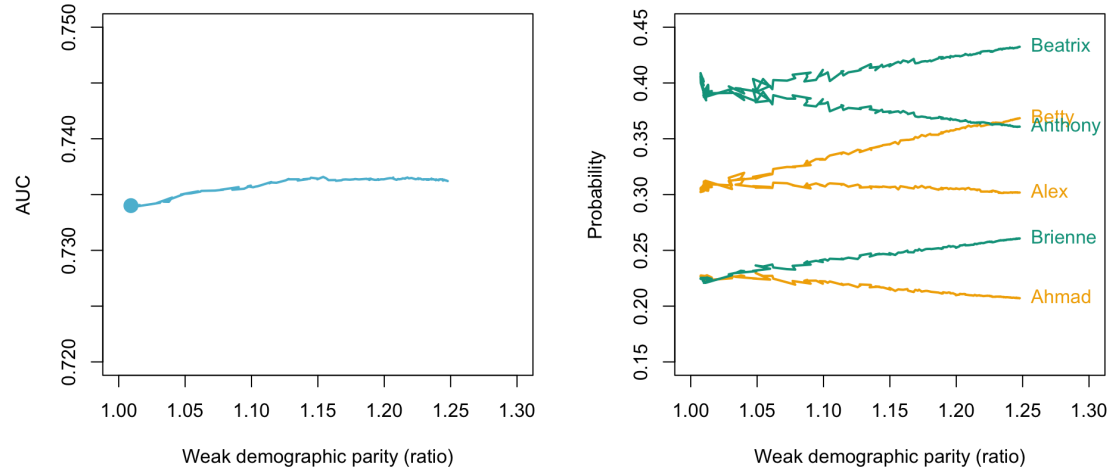 AUC
0.720
0.730
0.740
0.750
1.00 1.05 1.10 1.15 1.20 1.25 1.30
Weak demographic parity (ratio)
Probability
0.15
0.20
0.25
0.30
0.35
0.40
0.45
Beatrix
Betty
Anthony
Alex
Brienne
Ahmad
1.00 1.05 1.10 1.15 1.20 1.25 1.30
Weak demographic parity (ratio)